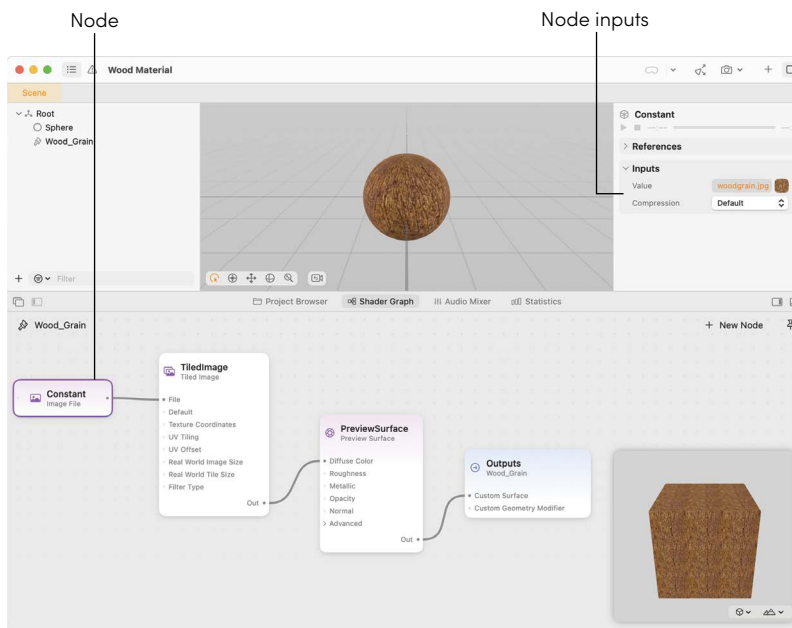 Node
Node inputs
Wood Material
Scene
Root
Sphere
Wood_Grain
Filter
Constant
References
Inputs
Value woodgrain.jpg
Compression Default
Project Browser Shader Graph Audio Mixer Statistics
Wood_Grain
+ New Node
Constant
Image File
TiledImage
Tiled Image
File
Default
Texture Coordinates
UV Tiling
UV Offset
Real World Image Size
Real World Tile Size
Filter Type
Out
PreviewSurface
Preview Surface
Diffuse Color
Roughness
Metallic
Opacity
Normal
Advanced
Out
Outputs
Wood_Grain
Custom Surface
Custom Geometry Modifier